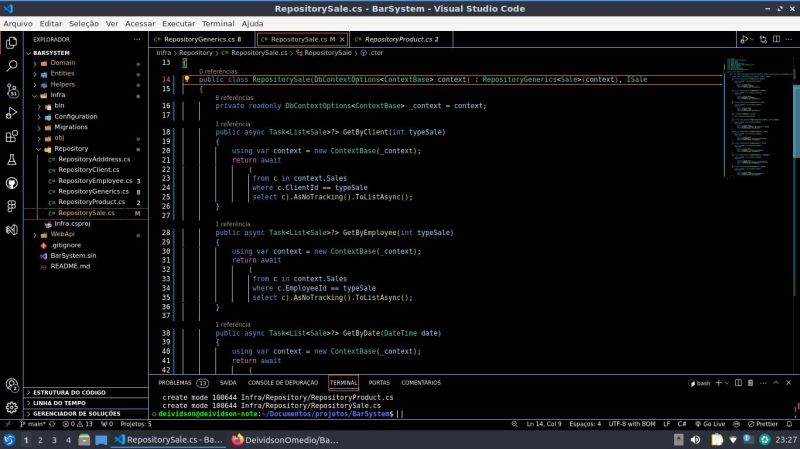 RepositorySale.cs - BarSystem - Visual Studio Code
Arquivo Editar Seleção Ver Acessar Executar Terminal Ajuda
EXPLORADOR ···
BARSYSTEM
Domain
Entities
Helpers
Infra
bin
Configuration
Migrations
obj
Repository
C# RepositoryAdddress.cs
C# RepositoryClient.cs
C# RepositoryEmployee.cs 3
C# RepositoryGenerics.cs 8
C# RepositoryProduct.cs 2
C# RepositorySale.cs M
Infra.csproj
WebApi
.gitignore
BarSystem.sln
README.md
ESTRUTURA DO CÓDIGO
LINHA DO TEMPO
GERENCIADOR DE SOLUÇÕES
C# RepositoryGenerics.cs 8 C# RepositorySale.cs M C# RepositoryProduct.cs 2
Infra > Repository > C# RepositorySale.cs > RepositorySale > .ctor
13 {
0 referências
14 public class RepositorySale(DbContextOptions<ContextBase> context) : RepositoryGenerics<Sale>(context), ISale
15 {
8 referências
16 private readonly DbContextOptions<ContextBase> _context = context;
17
1 referência
18 public async Task<List<Sale>?> GetByClient(int typeSale)
19 {
20 using var context = new ContextBase(_context);
21 return await
22 (
23 from c in context.Sales
24 where c.ClientId == typeSale
25 select c).AsNoTracking().ToListAsync();
26 }
27
1 referência
28 public async Task<List<Sale>?> GetByEmployee(int typeSale)
29 {
30 using var context = new ContextBase(_context);
31 return await
32 (
33 from c in context.Sales
34 where c.EmployeeId == typeSale
35 select c).AsNoTracking().ToListAsync();
36 }
37
1 referência
38 public async Task<List<Sale>?> GetByDate(DateTime date)
39 {
40 using var context = new ContextBase(_context);
41 return await
42 (
PROBLEMAS 13 SAÍDA CONSOLE DE DEPURAÇÃO TERMINAL PORTAS COMENTÁRIOS
bash
create mode 100644 Infra/Repository/RepositoryProduct.cs
create mode 100644 Infra/Repository/RepositorySale.cs
deividson@deividson-note:~/Documentos/projetos/BarSystem$
main* 0 13 0 Projetos: 5 Ln 14, Col 9 Espaços: 4 UTF-8 with BOM LF C# Go Live Prettier
1 2 3 4 RepositorySale.cs - Ba... DeividsonOmedio/Ba... 23:27